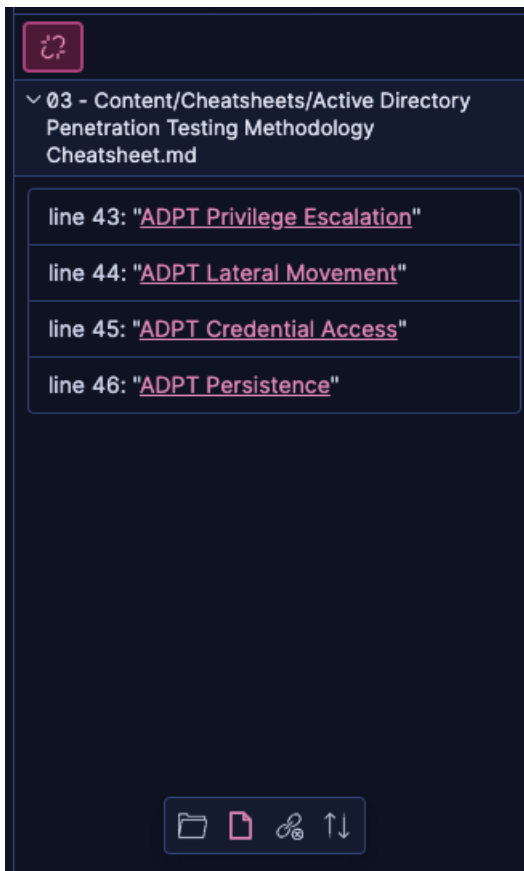 03 - Content/Cheatsheets/Active Directory
Penetration Testing Methodology
Cheatsheet.md
line 43: "ADPT Privilege Escalation"
line 44: "ADPT Lateral Movement"
line 45: "ADPT Credential Access"
line 46: "ADPT Persistence"